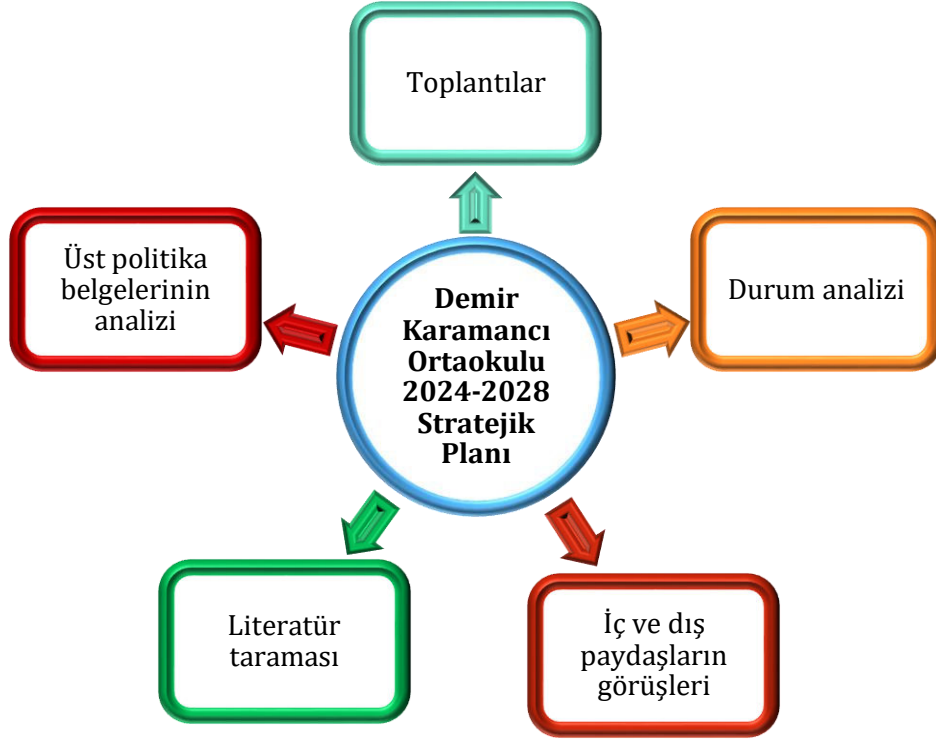 Toplantılar
Üst politika
belgelerinin
analizi
Demir
Karamancı
Ortaokulu
2024-2028
Stratejik
Planı
Durum analizi
Literatür
taraması
İç ve dış
paydaşların
görüşleri